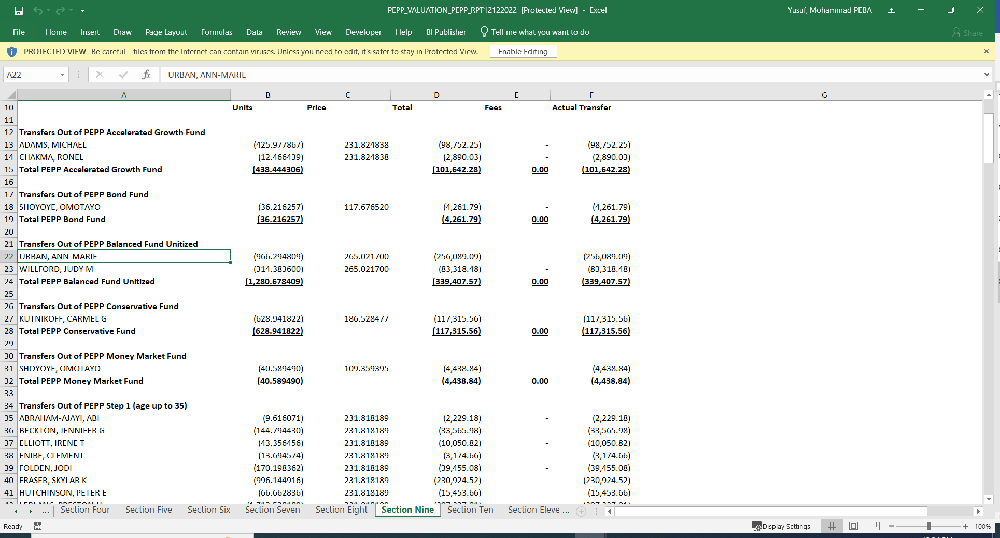 PEPP_VALUATION_PEPP_RPT12122022 [Protected View] - Excel
Yusuf, Mohammad PEBA
File Home Insert Draw Page Layout Formulas Data Review View Developer Help BI Publisher Tell me what you want to do Share
PROTECTED VIEW Be careful—files from the Internet can contain viruses. Unless you need to edit, it's safer to stay in Protected View. Enable Editing
A22 fx URBAN, ANN-MARIE
A B C D E F G
10 Units Price Total Fees Actual Transfer
11
12 Transfers Out of PEPP Accelerated Growth Fund
13 ADAMS, MICHAEL (425.977867) 231.824838 (98,752.25) - (98,752.25)
14 CHAKMA, RONEL (12.466439) 231.824838 (2,890.03) - (2,890.03)
15 Total PEPP Accelerated Growth Fund (438.444306) (101,642.28) 0.00 (101,642.28)
16
17 Transfers Out of PEPP Bond Fund
18 SHOYOYE, OMOTAYO (36.216257) 117.676520 (4,261.79) - (4,261.79)
19 Total PEPP Bond Fund (36.216257) (4,261.79) 0.00 (4,261.79)
20
21 Transfers Out of PEPP Balanced Fund Unitized
22 URBAN, ANN-MARIE (966.294809) 265.021700 (256,089.09) - (256,089.09)
23 WILLFORD, JUDY M (314.383600) 265.021700 (83,318.48) - (83,318.48)
24 Total PEPP Balanced Fund Unitized (1,280.678409) (339,407.57) 0.00 (339,407.57)
25
26 Transfers Out of PEPP Conservative Fund
27 KUTNIKOFF, CARMEL G (628.941822) 186.528477 (117,315.56) - (117,315.56)
28 Total PEPP Conservative Fund (628.941822) (117,315.56) 0.00 (117,315.56)
29
30 Transfers Out of PEPP Money Market Fund
31 SHOYOYE, OMOTAYO (40.589490) 109.359395 (4,438.84) - (4,438.84)
32 Total PEPP Money Market Fund (40.589490) (4,438.84) 0.00 (4,438.84)
33
34 Transfers Out of PEPP Step 1 (age up to 35)
35 ABRAHAM-AJAYI, ABI (9.616071) 231.818189 (2,229.18) - (2,229.18)
36 BECKTON, JENNIFER G (144.794430) 231.818189 (33,565.98) - (33,565.98)
37 ELLIOTT, IRENE T (43.356456) 231.818189 (10,050.82) - (10,050.82)
38 ENIBE, CLEMENT (13.694574) 231.818189 (3,174.66) - (3,174.66)
39 FOLDEN, JODI (170.198362) 231.818189 (39,455.08) - (39,455.08)
40 FRASER, SKYLAR K (996.144916) 231.818189 (230,924.52) - (230,924.52)
41 HUTCHINSON, PETER E (66.662836) 231.818189 (15,453.66) - (15,453.66)
... Section Four Section Five Section Six Section Seven Section Eight Section Nine Section Ten Section Eleve ...
Ready Display Settings 100%